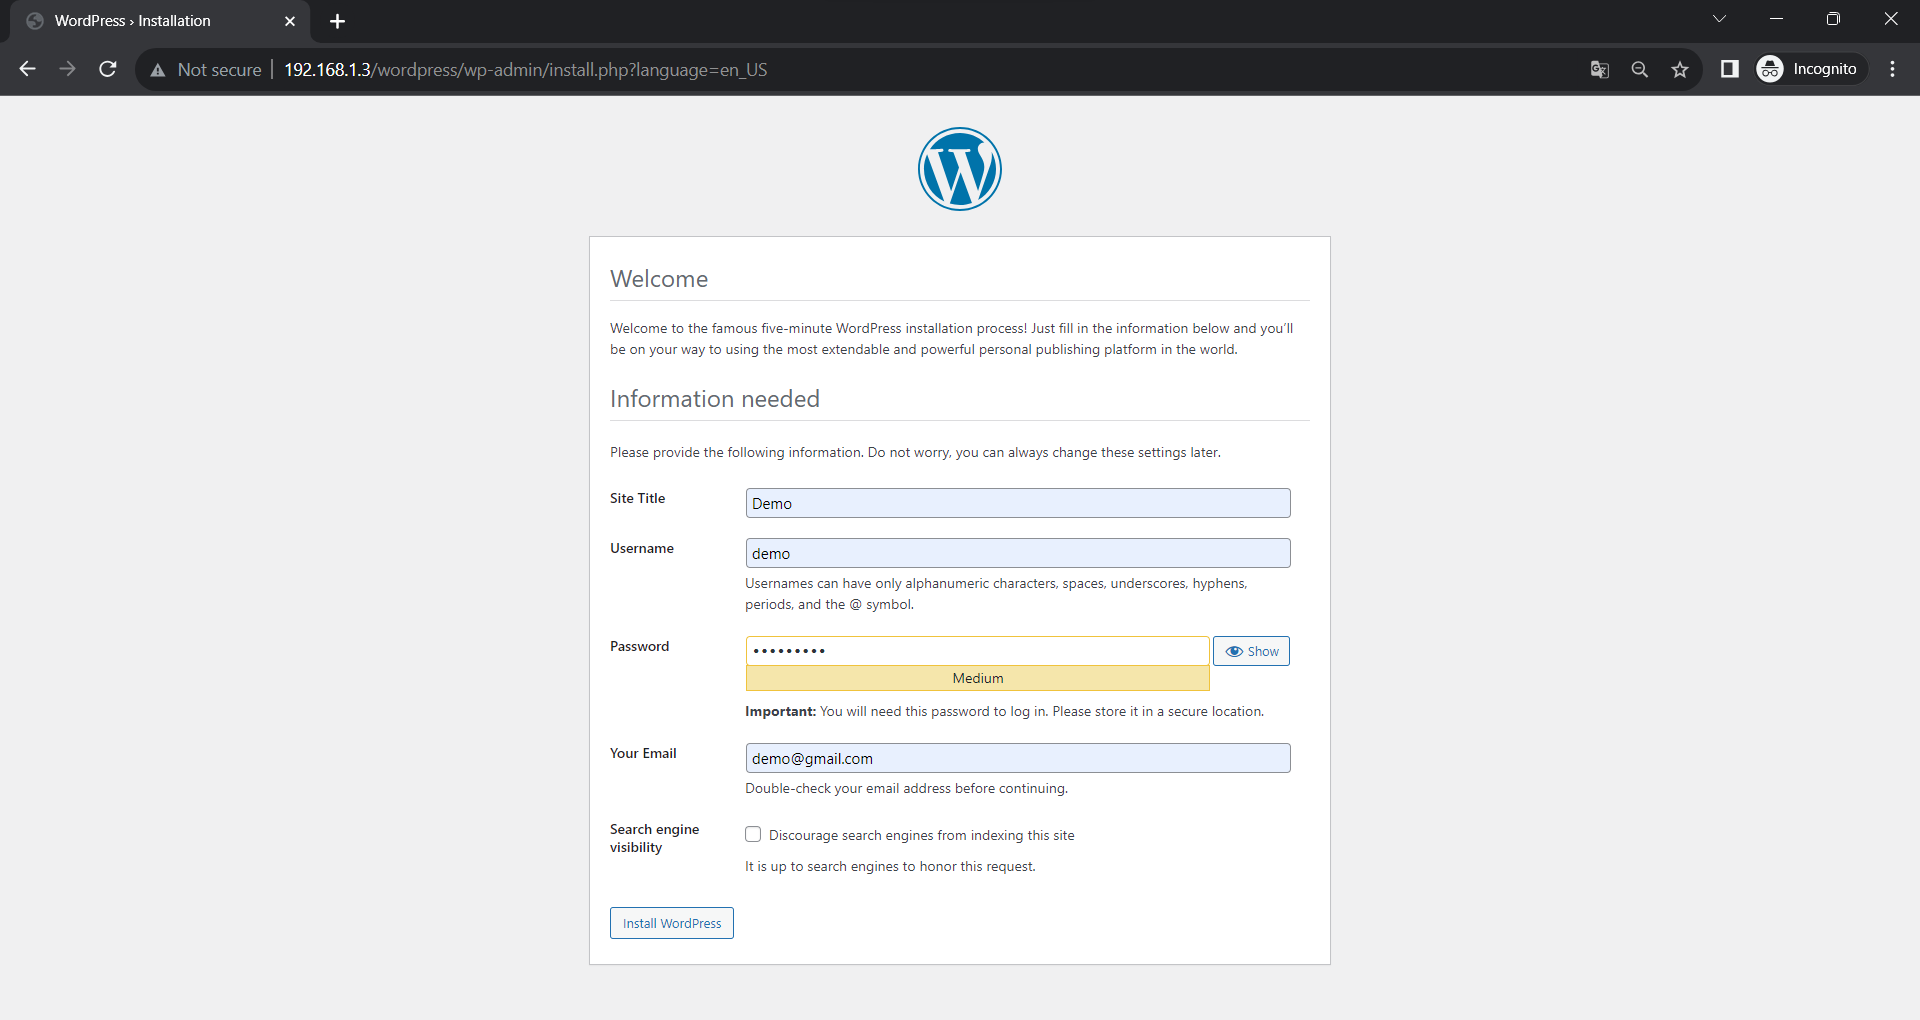 WordPress › Installation
Not secure
192.168.1.3/wordpress/wp-admin/install.php?language=en_US
Incognito
Welcome
Welcome to the famous five-minute WordPress installation process! Just fill in the information below and you’ll
be on your way to using the most extendable and powerful personal publishing platform in the world.
Information needed
Please provide the following information. Do not worry, you can always change these settings later.
Site Title
Demo
Username
demo
Usernames can have only alphanumeric characters, spaces, underscores, hyphens,
periods, and the @ symbol.
Password
•••••••••
Show
Medium
Important: You will need this password to log in. Please store it in a secure location.
Your Email
demo@gmail.com
Double-check your email address before continuing.
Search engine
visibility
Discourage search engines from indexing this site
It is up to search engines to honor this request.
Install WordPress